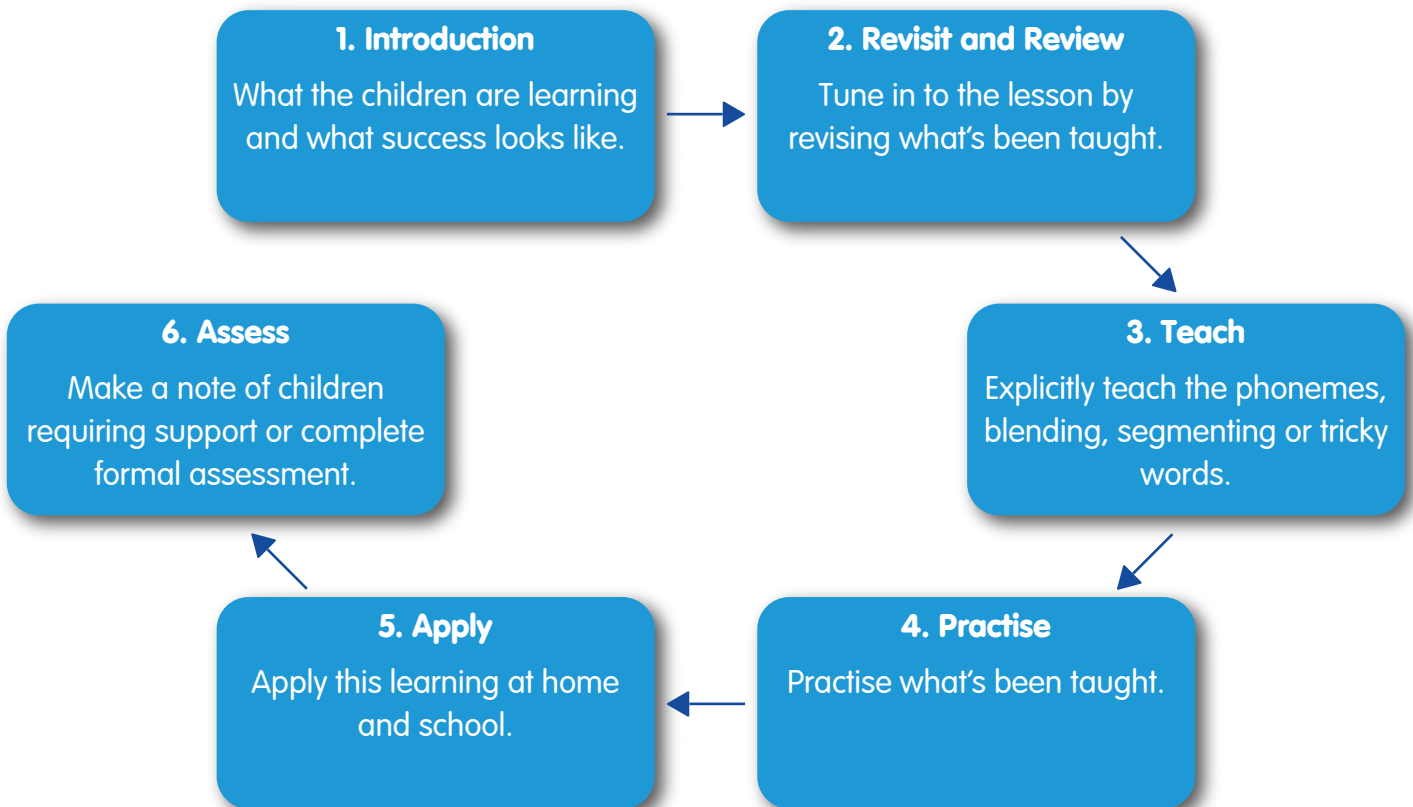 1. Introduction
What the children are learning
and what success looks like.
2. Revisit and Review
Tune in to the lesson by
revising what's been taught.
3. Teach
Explicitly teach the phonemes,
blending, segmenting or tricky
words.
4. Practise
Practise what's been taught.
5. Apply
Apply this learning at home
and school.
6. Assess
Make a note of children
requiring support or complete
formal assessment.